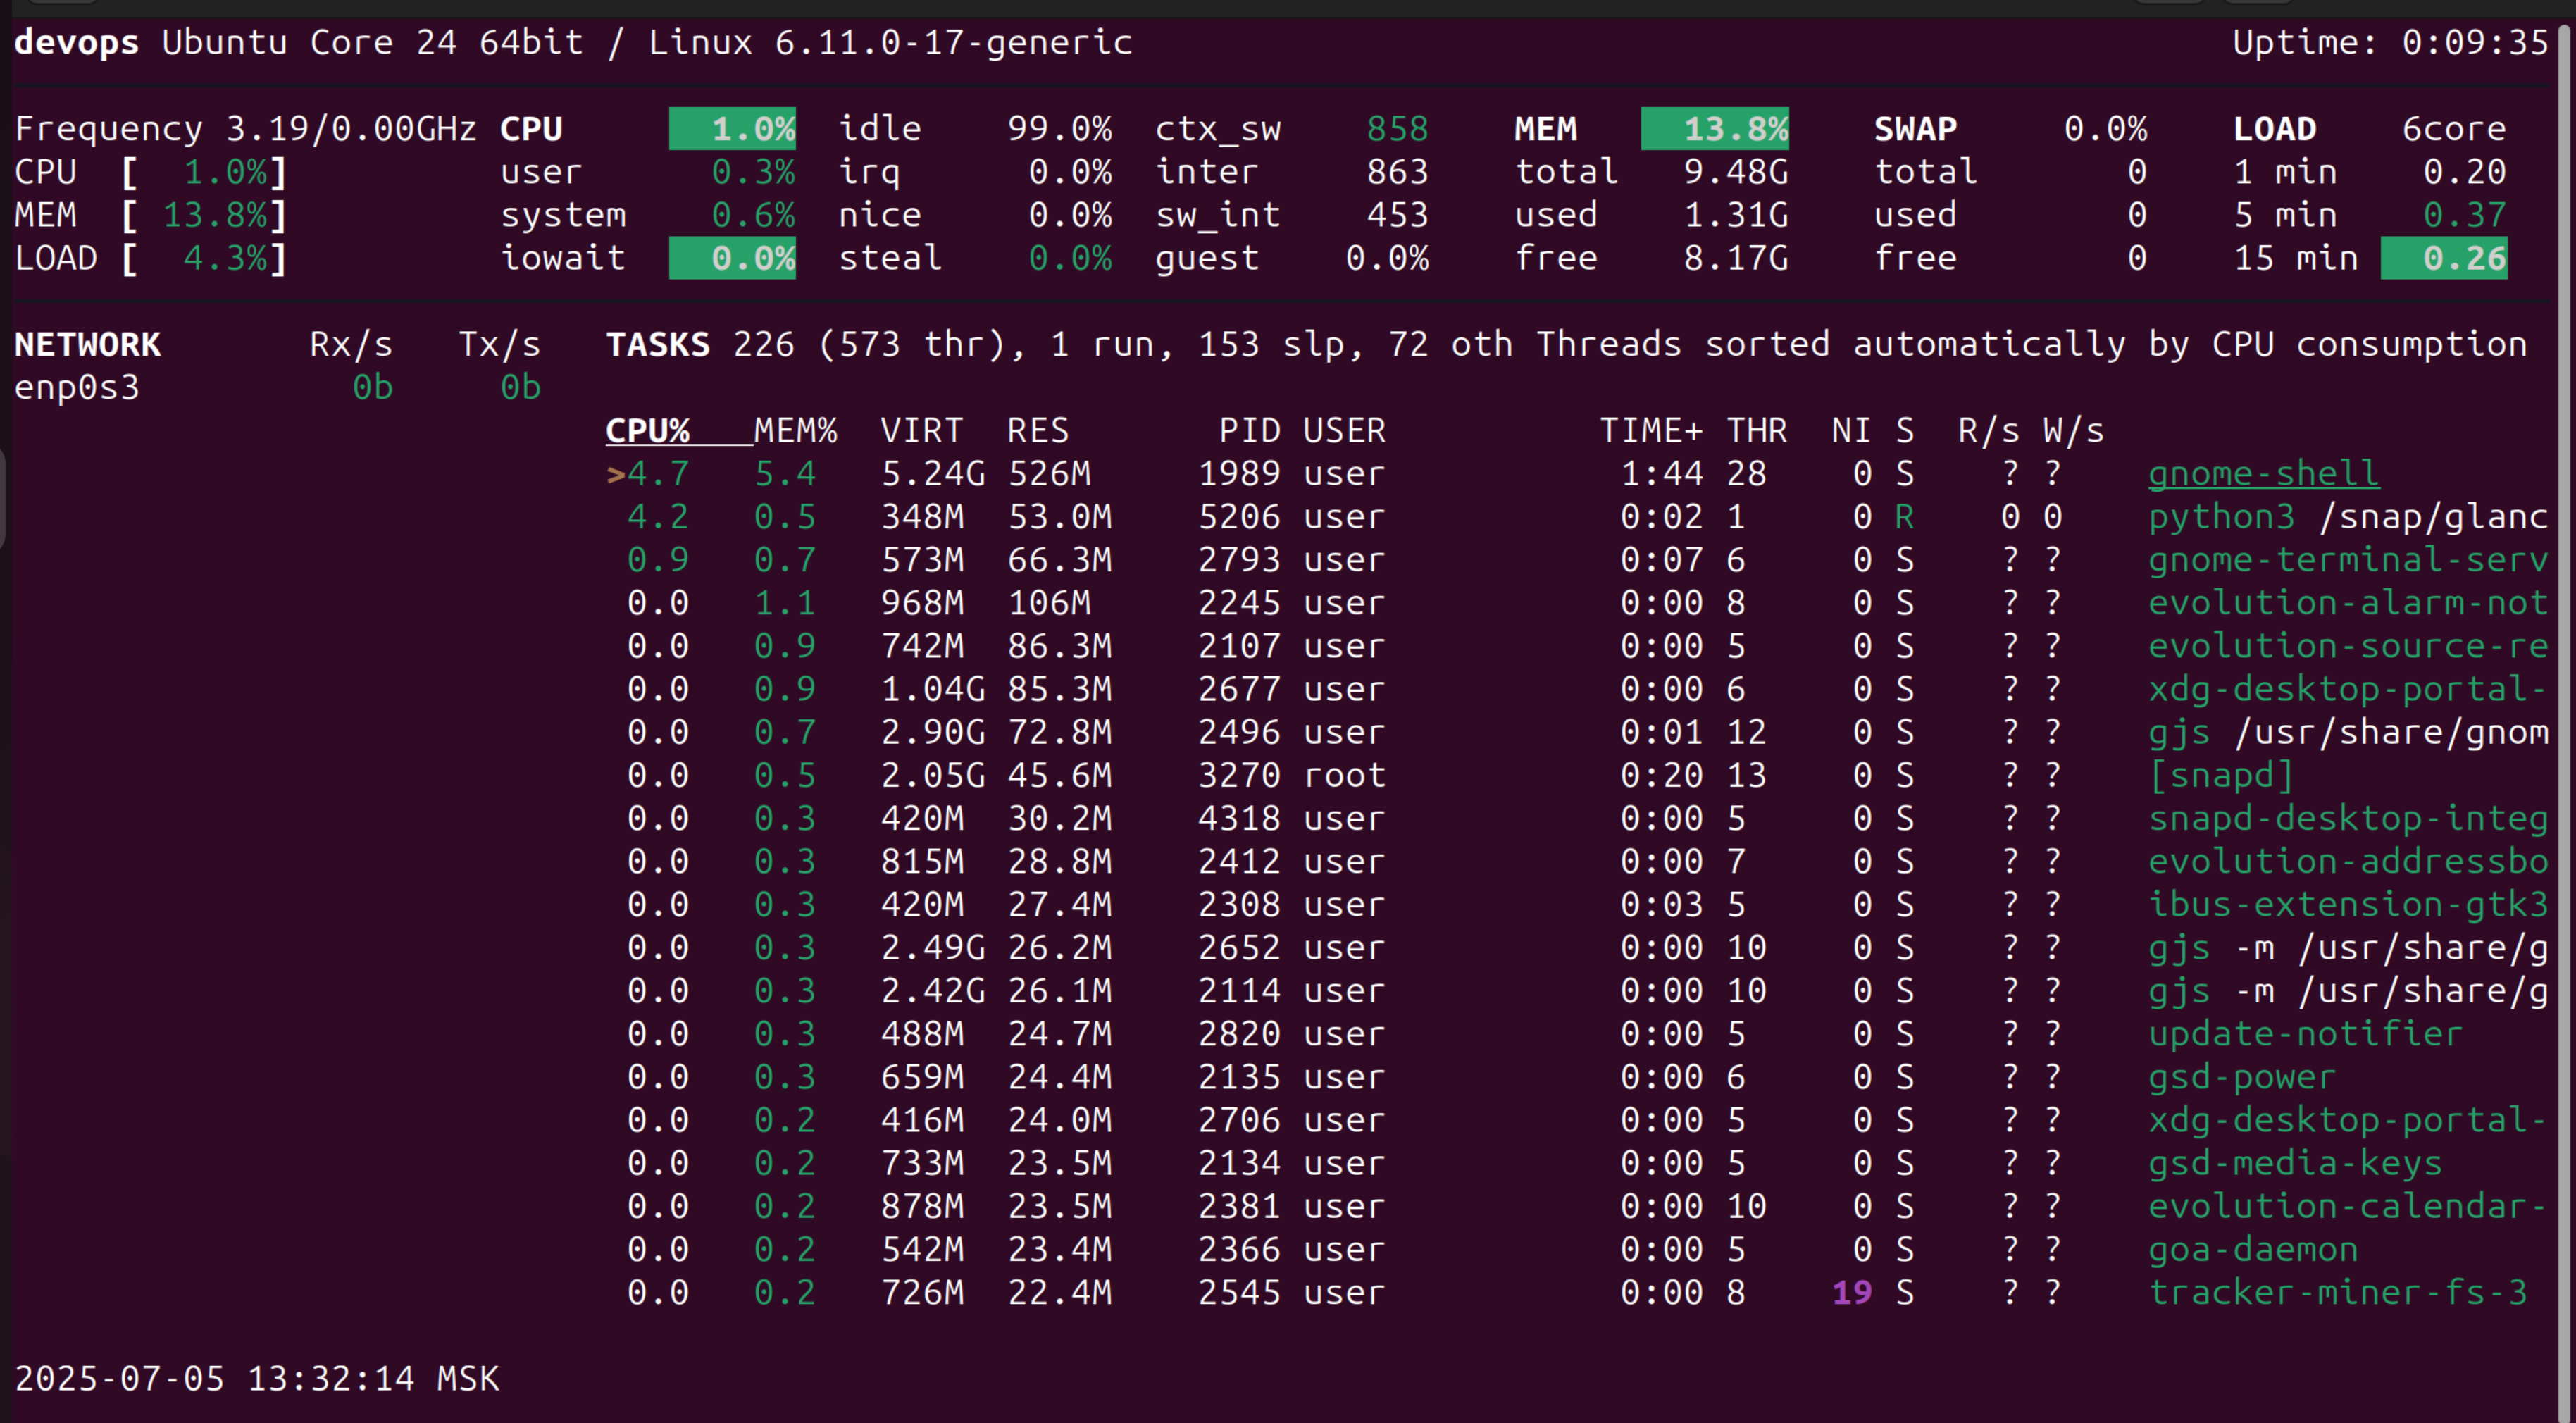 devops Ubuntu Core 24 64bit / Linux 6.11.0-17-generic Uptime: 0:09:35
Frequency 3.19/0.00GHz CPU 1.0% idle 99.0% ctx_sw 858 MEM 13.8% SWAP 0.0% LOAD 6core
CPU [ 1.0%] user 0.3% irq 0.0% inter 863 total 9.48G total 0 1 min 0.20
MEM [ 13.8%] system 0.6% nice 0.0% sw_int 453 used 1.31G used 0 5 min 0.37
LOAD [ 4.3%] iowait 0.0% steal 0.0% guest 0.0% free 8.17G free 0 15 min 0.26
NETWORK Rx/s Tx/s TASKS 226 (573 thr), 1 run, 153 slp, 72 oth Threads sorted automatically by CPU consumption
enp0s3 0b 0b
CPU% MEM% VIRT RES PID USER TIME+ THR NI S R/s W/s
>4.7 5.4 5.24G 526M 1989 user 1:44 28 0 S ? ? gnome-shell
4.2 0.5 348M 53.0M 5206 user 0:02 1 0 R 0 0 python3 /snap/glanc
0.9 0.7 573M 66.3M 2793 user 0:07 6 0 S ? ? gnome-terminal-serv
0.0 1.1 968M 106M 2245 user 0:00 8 0 S ? ? evolution-alarm-not
0.0 0.9 742M 86.3M 2107 user 0:00 5 0 S ? ? evolution-source-re
0.0 0.9 1.04G 85.3M 2677 user 0:00 6 0 S ? ? xdg-desktop-portal-
0.0 0.7 2.90G 72.8M 2496 user 0:01 12 0 S ? ? gjs /usr/share/gnom
0.0 0.5 2.05G 45.6M 3270 root 0:20 13 0 S ? ? [snapd]
0.0 0.3 420M 30.2M 4318 user 0:00 5 0 S ? ? snapd-desktop-integ
0.0 0.3 815M 28.8M 2412 user 0:00 7 0 S ? ? evolution-addressbo
0.0 0.3 420M 27.4M 2308 user 0:03 5 0 S ? ? ibus-extension-gtk3
0.0 0.3 2.49G 26.2M 2652 user 0:00 10 0 S ? ? gjs -m /usr/share/g
0.0 0.3 2.42G 26.1M 2114 user 0:00 10 0 S ? ? gjs -m /usr/share/g
0.0 0.3 488M 24.7M 2820 user 0:00 5 0 S ? ? update-notifier
0.0 0.3 659M 24.4M 2135 user 0:00 6 0 S ? ? gsd-power
0.0 0.2 416M 24.0M 2706 user 0:00 5 0 S ? ? xdg-desktop-portal-
0.0 0.2 733M 23.5M 2134 user 0:00 5 0 S ? ? gsd-media-keys
0.0 0.2 878M 23.5M 2381 user 0:00 10 0 S ? ? evolution-calendar-
0.0 0.2 542M 23.4M 2366 user 0:00 5 0 S ? ? goa-daemon
0.0 0.2 726M 22.4M 2545 user 0:00 8 19 S ? ? tracker-miner-fs-3
2025-07-05 13:32:14 MSK